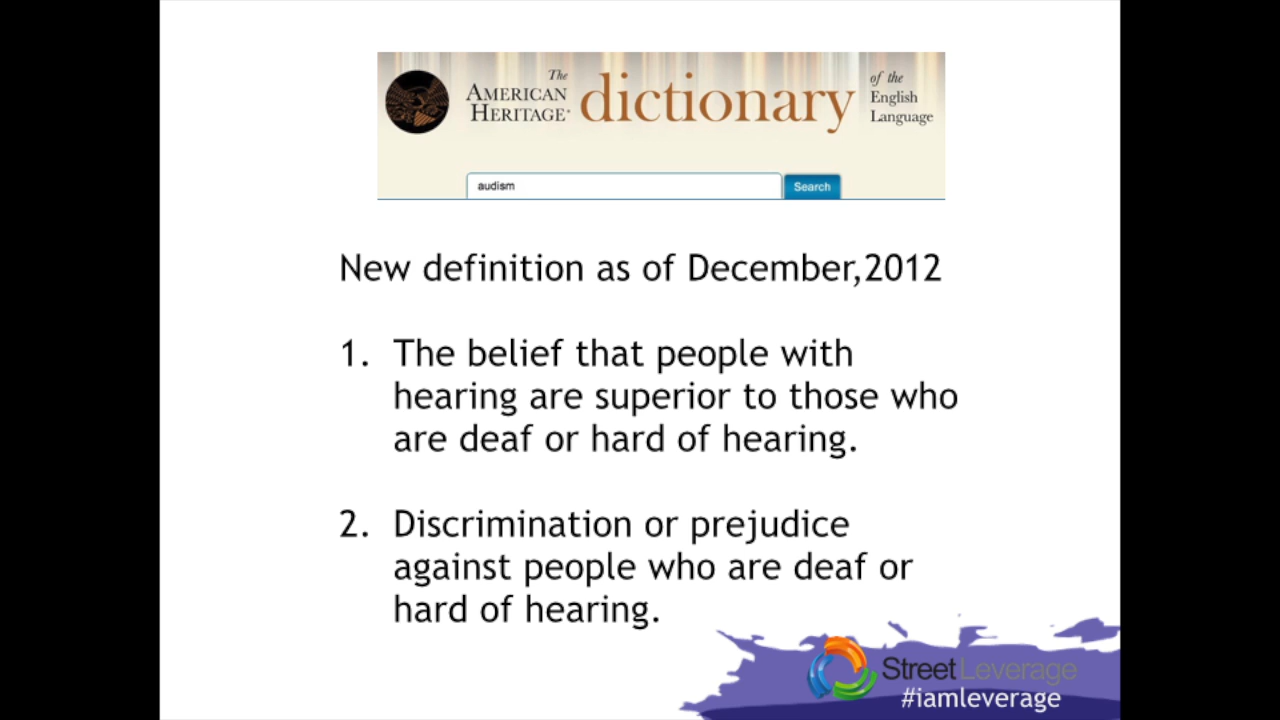 The
AMERICAN
HERITAGE®
dictionary
of the
English
Language
audism
Search
New definition as of December,2012
1. The belief that people with
hearing are superior to those who
are deaf or hard of hearing.
2. Discrimination or prejudice
against people who are deaf or
hard of hearing.
StreetLeverage
#iamleverage